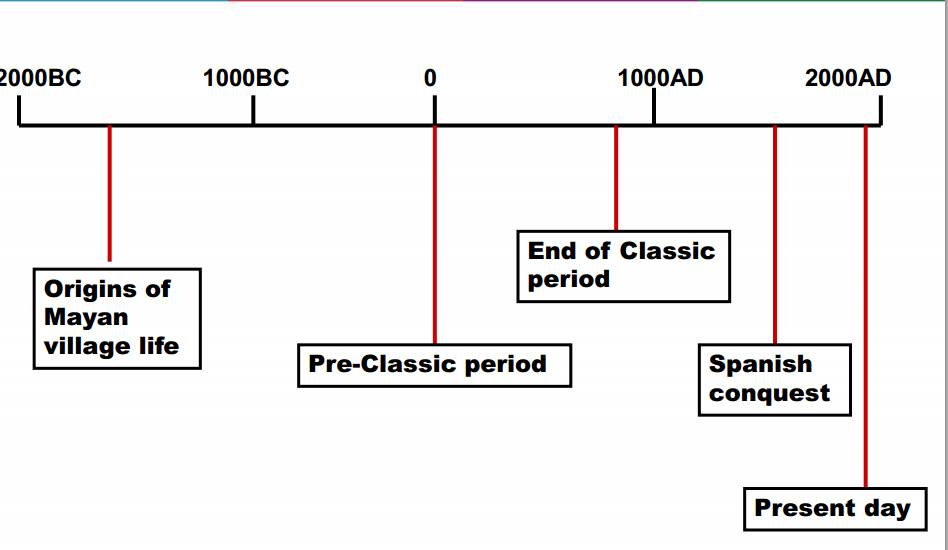 2000BC 1000BC 0 1000AD 2000AD
End of Classic
period
Origins of
Mayan
village life
Pre-Classic period
Spanish
conquest
Present day